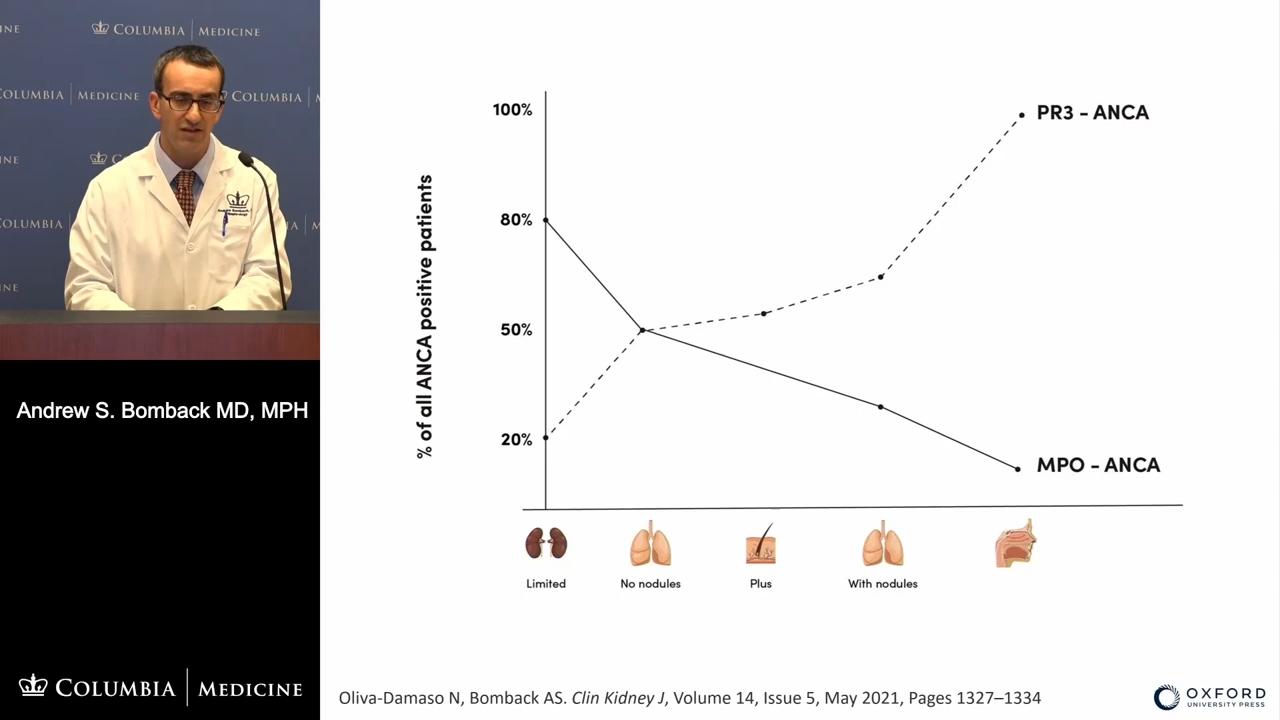 COLUMBIA | MEDICINE
COLUMBIA MEDICINE
COLUMBIA
Andrew S. Bomback MD, MPH
COLUMBIA | MEDICINE
% of all ANCA positive patients
100%
80%
50%
20%
PR3 - ANCA
MPO - ANCA
Limited
No nodules
Plus
With nodules
Oliva-Damaso N, Bomback AS. Clin Kidney J, Volume 14, Issue 5, May 2021, Pages 1327–1334
OXFORD
UNIVERSITY PRESS